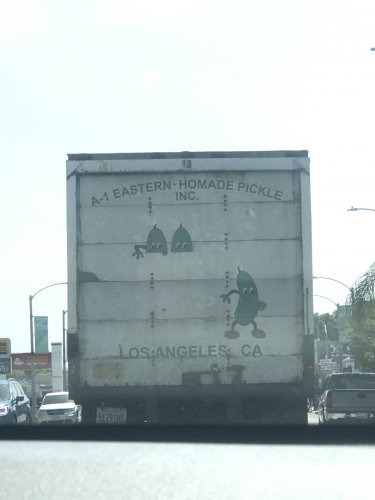 A-1 EASTERN-HOMADE PICKLE
INC.
LOS-ANGELES, CA